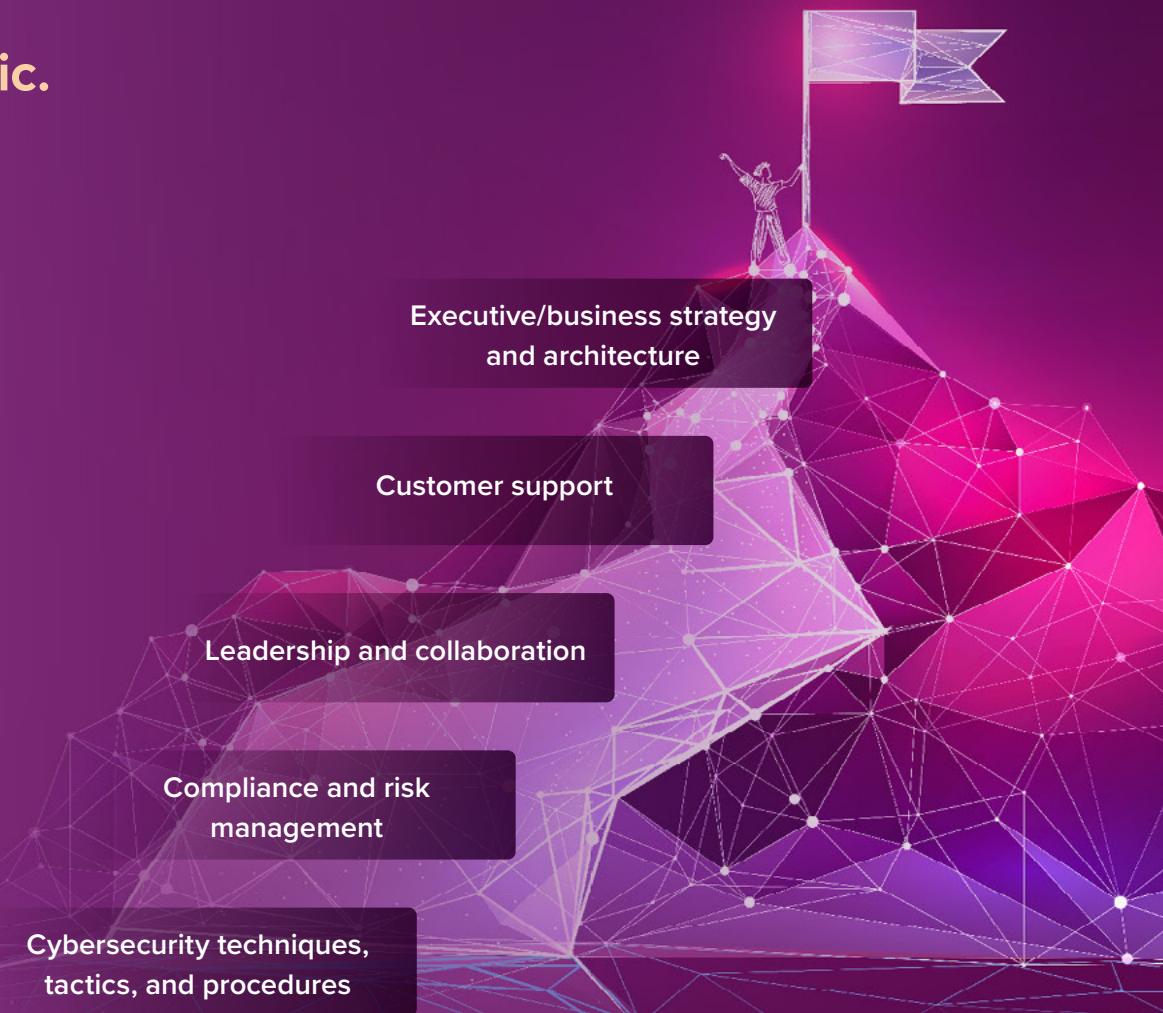 ic.
Executive/business strategy
and architecture
Customer support
Leadership and collaboration
Compliance and risk
management
Cybersecurity techniques,
tactics, and procedures